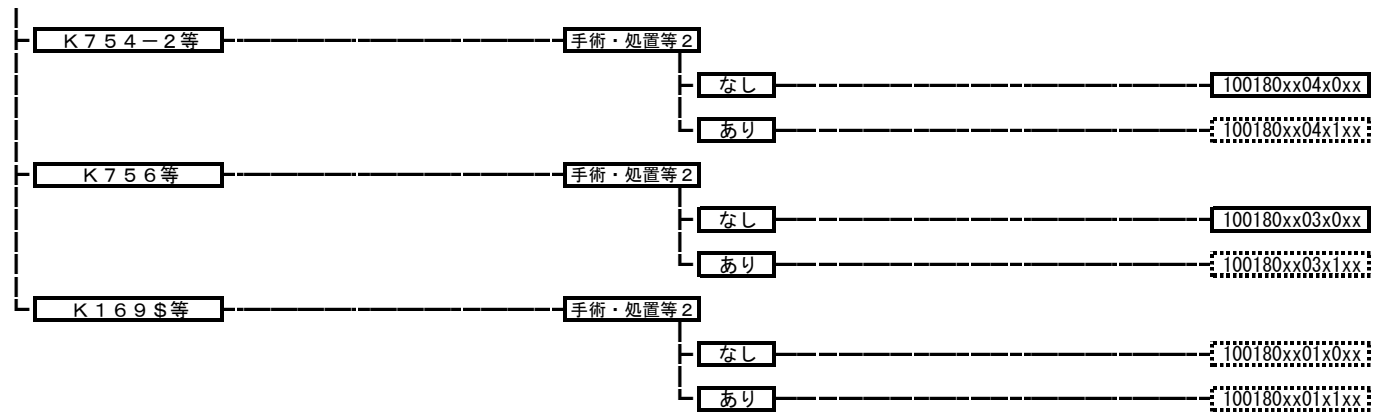 K754－2等 手術・処置等2
なし 100180xx04x0xx
あり 100180xx04x1xx
K756等 手術・処置等2
なし 100180xx03x0xx
あり 100180xx03x1xx
K169$等 手術・処置等2
なし 100180xx01x0xx
あり 100180xx01x1xx